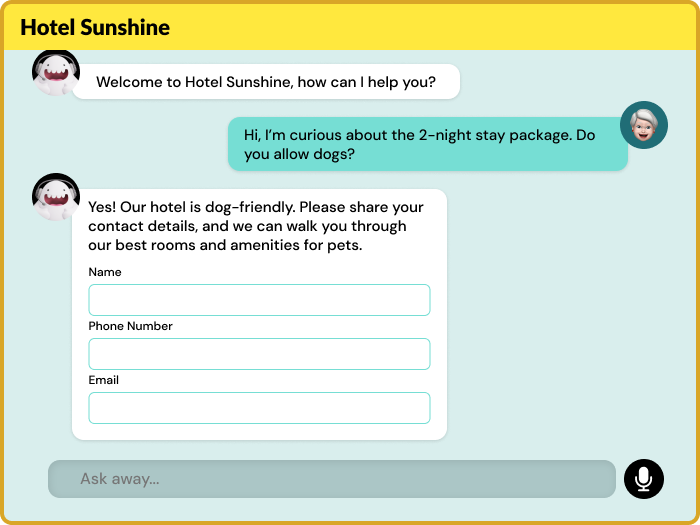 Hotel Sunshine
Welcome to Hotel Sunshine, how can I help you?
Hi, I’m curious about the 2-night stay package. Do
you allow dogs?
Yes! Our hotel is dog-friendly. Please share your
contact details, and we can walk you through
our best rooms and amenities for pets.
Name
Phone Number
Email
Ask away...